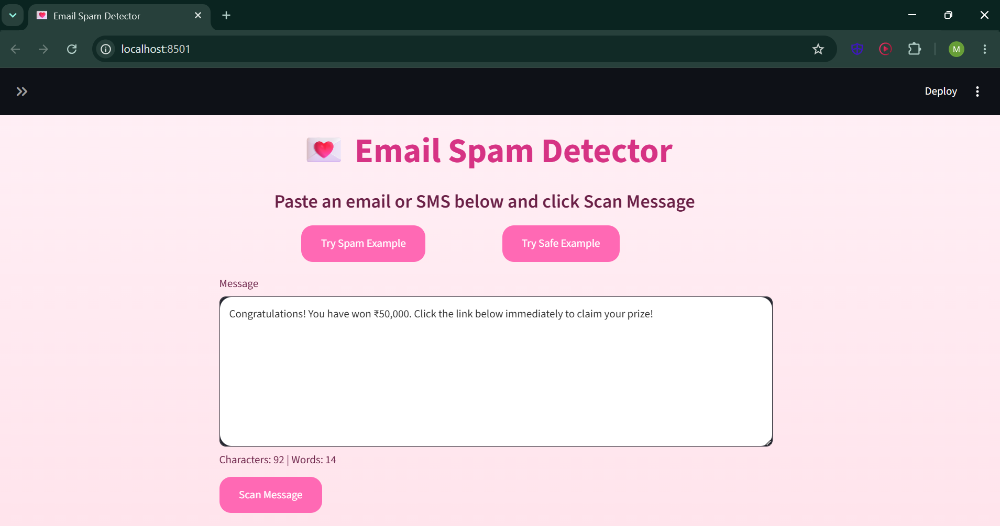 Email Spam Detector
localhost:8501
M
Deploy
Email Spam Detector
Paste an email or SMS below and click Scan Message
Try Spam Example
Try Safe Example
Message
Congratulations! You have won ₹50,000. Click the link below immediately to claim your prize!
Characters: 92 | Words: 14
Scan Message